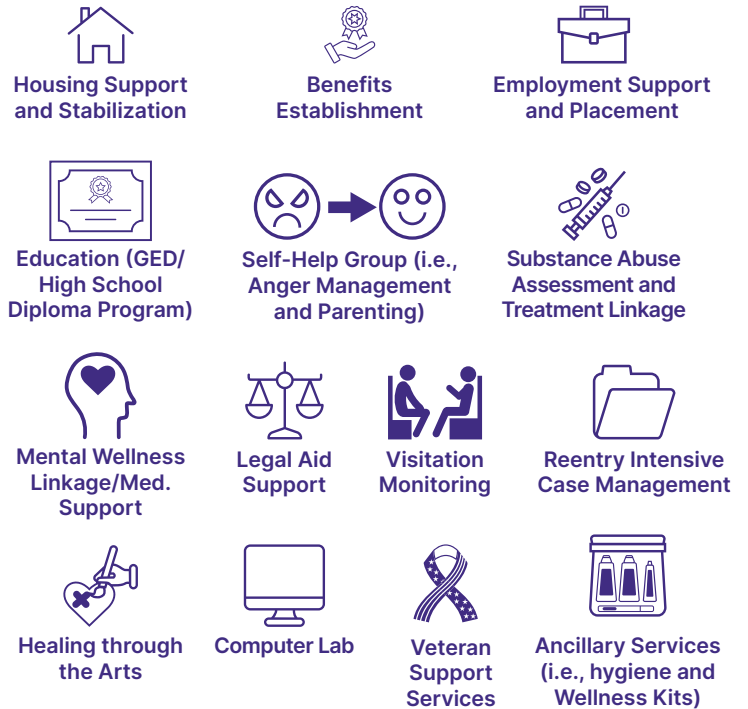 Housing Support
and Stabilization
Benefits
Establishment
Employment Support
and Placement
Education (GED/
High School
Diploma Program)
Self-Help Group (i.e.,
Anger Management
and Parenting)
Substance Abuse
Assessment and
Treatment Linkage
Mental Wellness
Linkage/Med.
Support
Legal Aid
Support
Visitation
Monitoring
Reentry Intensive
Case Management
Healing through
the Arts
Computer Lab
Veteran
Support
Services
Ancillary Services
(i.e., hygiene and
Wellness Kits)